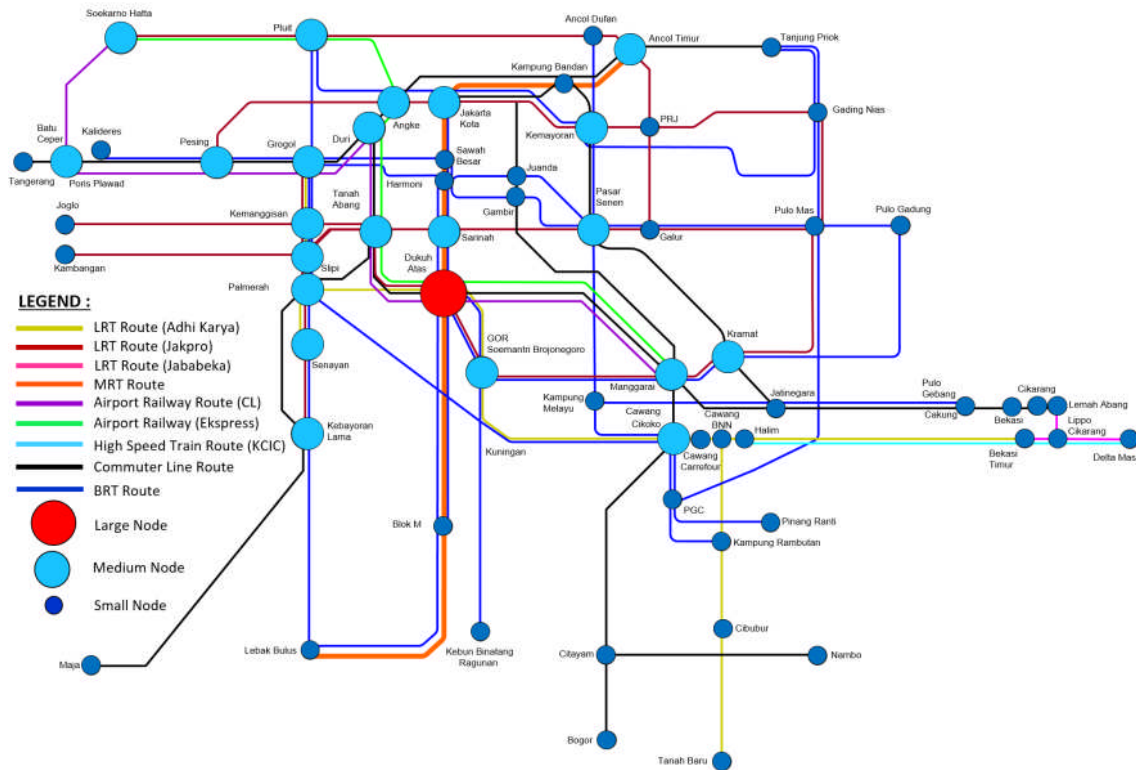 Soekarno Hatta
Pluit
Ancol Dufan
Ancol Timur
Tanjung Priok
Kampung Bandan
Batu
Ceper
Kalideres
Pesing
Grogol
Duri
Angke
Jakarta
Kota
Kemayoran
PRJ
Gading Nias
Tangerang
Poris Plawad
Sawah
Besar
Juanda
Tanah
Abang
Harmoni
Gambir
Pasar
Senen
Pulo Mas
Pulo Gadung
Joglo
Kemanggisan
Sarinah
Galur
Kambangan
Slipi
Dukuh
Atas
Palmerah
LEGEND :
LRT Route (Adhi Karya)
LRT Route (Jakpro)
LRT Route (Jababeka)
MRT Route
Airport Railway Route (CL)
Airport Railway (Ekspress)
High Speed Train Route (KCIC)
Commuter Line Route
BRT Route
Large Node
Medium Node
Small Node
Senayan
GOR
Soemantri Brojonegoro
Kramat
Manggarai
Kampung
Melayu
Jatinegara
Pulo
Gebang
Cakung
Cikarang
Bekasi
Lemah Abang
Kebayoran
Lama
Kuningan
Cawang
Cikoko
Cawang
BNN
Halim
Cawang
Carrefour
Bekasi
Timur
Lippo
Cikarang
Delta Mas
Blok M
PGC
Pinang Ranti
Kampung Rambutan
Maja
Lebak Bulus
Kebun Binatang
Ragunan
Cibubur
Citayam
Nambo
Bogor
Tanah Baru